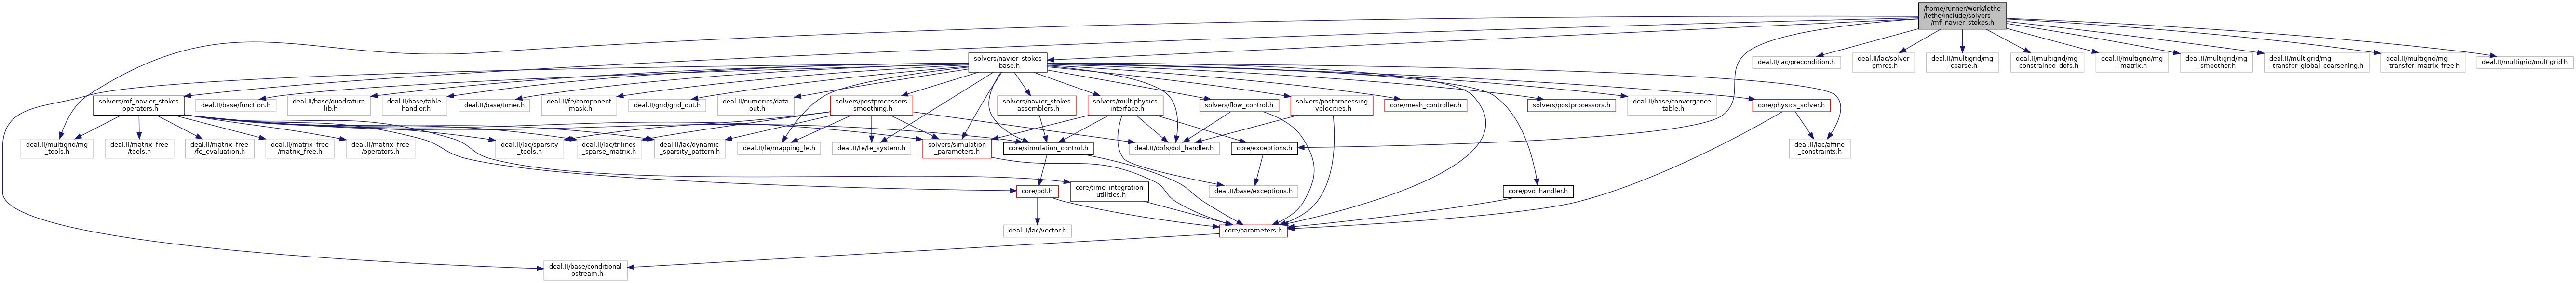 /home/runner/work/lethe
/lethe/include/solvers
/mf_navier_stokes.h
solvers/navier_stokes
_base.h
deal.II/lac/precondition.h
deal.II/lac/solver
_gmres.h
deal.II/multigrid/mg
_coarse.h
deal.II/multigrid/mg
_constrained_dofs.h
deal.II/multigrid/mg
_matrix.h
deal.II/multigrid/mg
_smoother.h
deal.II/multigrid/mg
_transfer_global_coarsening.h
deal.II/multigrid/mg
_transfer_matrix_free.h
deal.II/multigrid/multigrid.h
solvers/mf_navier_stokes
_operators.h
deal.II/base/function.h
deal.II/base/quadrature
_lib.h
deal.II/base/table
_handler.h
deal.II/base/timer.h
deal.II/fe/component
_mask.h
deal.II/grid/grid_out.h
deal.II/numerics/data
_out.h
solvers/postprocessors
_smoothing.h
solvers/navier_stokes
_assemblers.h
solvers/multiphysics
_interface.h
solvers/flow_control.h
solvers/postprocessing
_velocities.h
core/mesh_controller.h
solvers/postprocessors.h
deal.II/base/convergence
_table.h
core/physics_solver.h
deal.II/multigrid/mg
_tools.h
deal.II/matrix_free
/tools.h
deal.II/matrix_free
/fe_evaluation.h
deal.II/matrix_free
/matrix_free.h
deal.II/matrix_free
/operators.h
deal.II/lac/sparsity
_tools.h
deal.II/lac/trilinos
_sparse_matrix.h
deal.II/lac/dynamic
_sparsity_pattern.h
deal.II/fe/mapping_fe.h
deal.II/fe/fe_system.h
solvers/simulation
_parameters.h
core/simulation_control.h
deal.II/dofs/dof_handler.h
core/exceptions.h
deal.II/lac/affine
_constraints.h
core/bdf.h
core/time_integration
_utilities.h
deal.II/base/exceptions.h
core/pvd_handler.h
deal.II/lac/vector.h
core/parameters.h
deal.II/base/conditional
_ostream.h